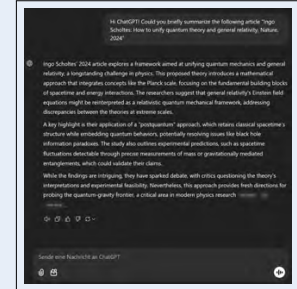 Hi ChatGPT! Could you briefly summarize the following article "Ingo
Scholtes: How to unify quantum theory and general relativity, Nature,
2024"
Ingo Scholtes' 2024 article explores a framework aimed at unifying quantum mechanics and general
relativity, a longstanding challenge in physics. This proposed theory introduces a mathematical
approach that integrates concepts like the Planck scale, focusing on the fundamental building blocks
of spacetime and energy interactions. The researchers suggest that general relativity's Einstein field
equations might be reinterpreted as a relativistic quantum mechanical framework, addressing
discrepancies between the theories at extreme scales.
A key highlight is their application of a "postquantum" approach, which retains classical spacetime's
structure while embedding quantum behaviors, potentially resolving issues like black hole
information paradoxes. The study also outlines experimental predictions, such as spacetime
fluctuations detectable through precise measurements of mass or gravitationally mediated
entanglements, which could validate their claims.
While the findings are intriguing, they have sparked debate, with critics questioning the theory's
interpretations and experimental feasibility. Nevertheless, this approach provides fresh directions for
probing the quantum-gravity frontier, a critical area in modern physics research
Sende eine Nachricht an ChatGPT